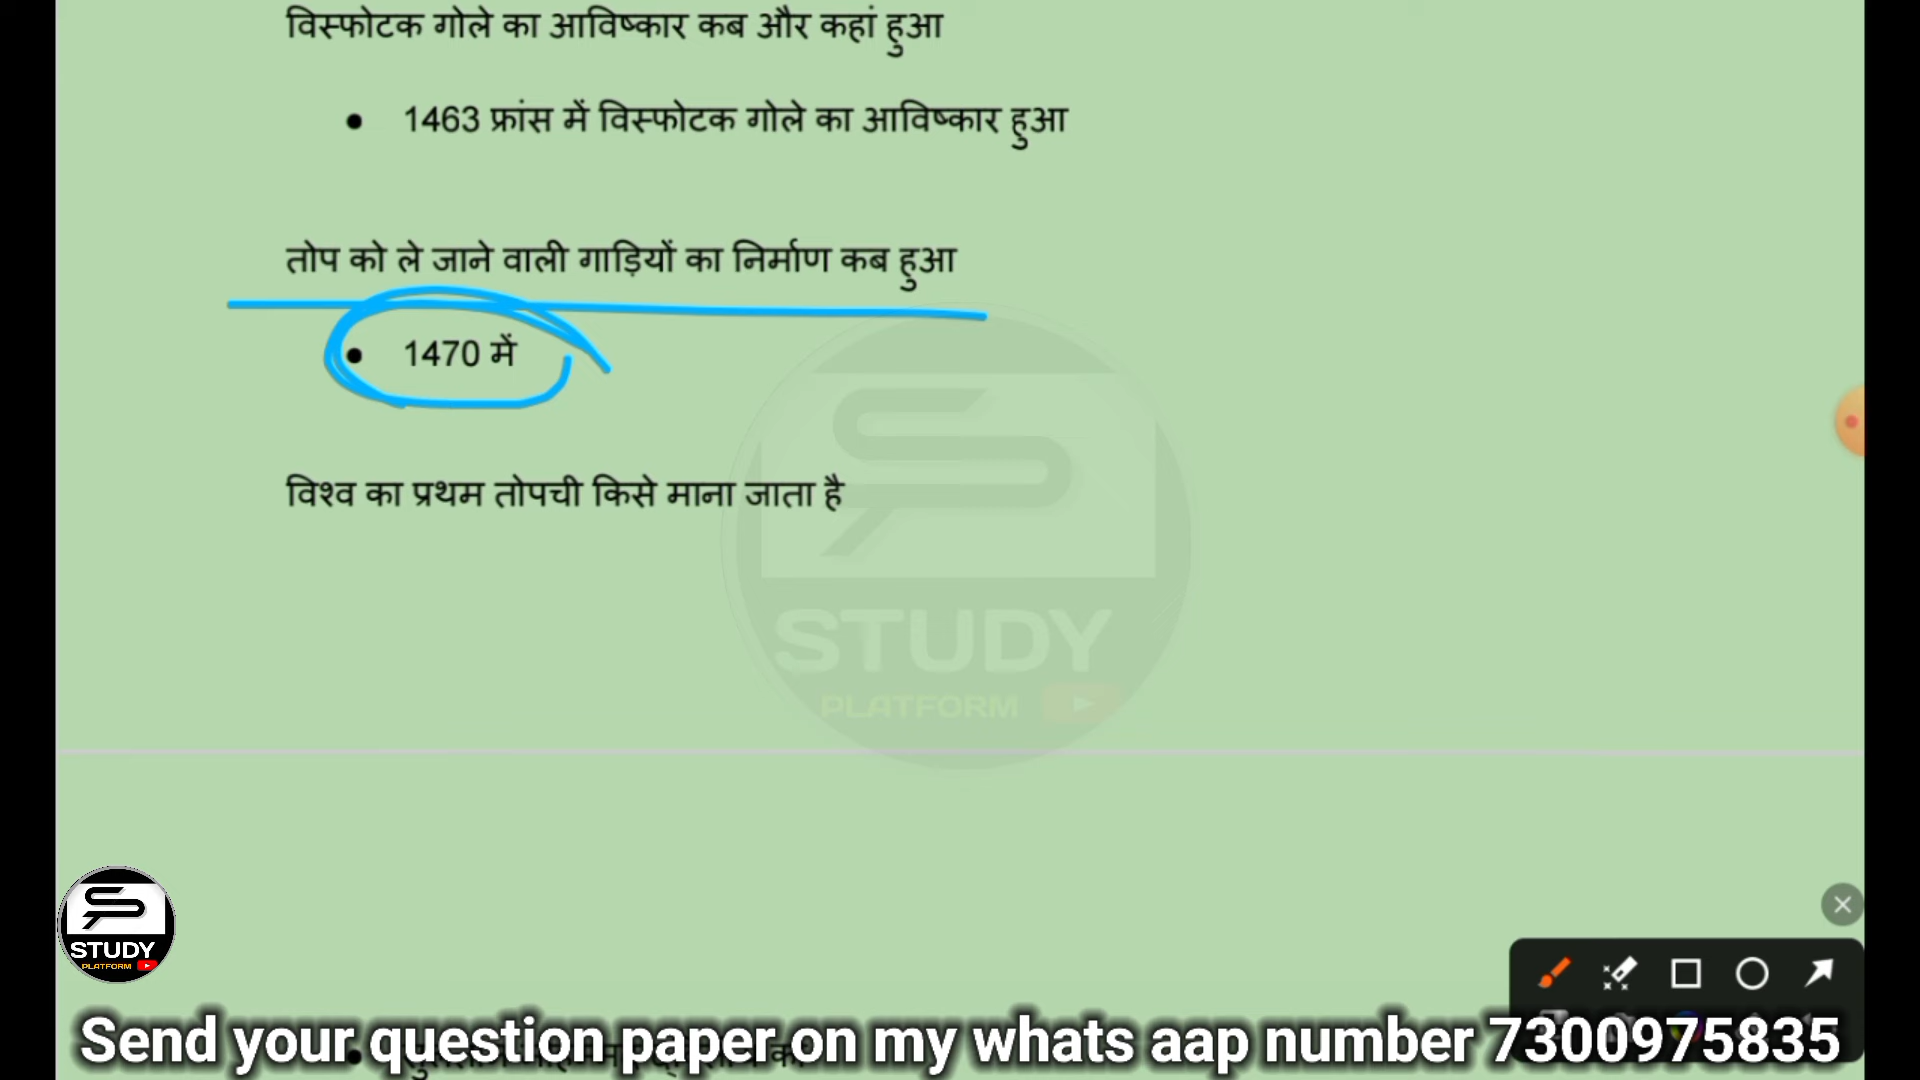 विस्फोटक गोले का आविष्कार कब और कहां हुआ
• 1463 फ्रांस में विस्फोटक गोले का आविष्कार हुआ
तोप को ले जाने वाली गाड़ियों का निर्माण कब हुआ
• 1470 में
विश्व का प्रथम तोपची किसे माना जाता है
STUDY
PLATFORM
STUDY
PLATFORM
Send your question paper on my whats aap number 7300975835